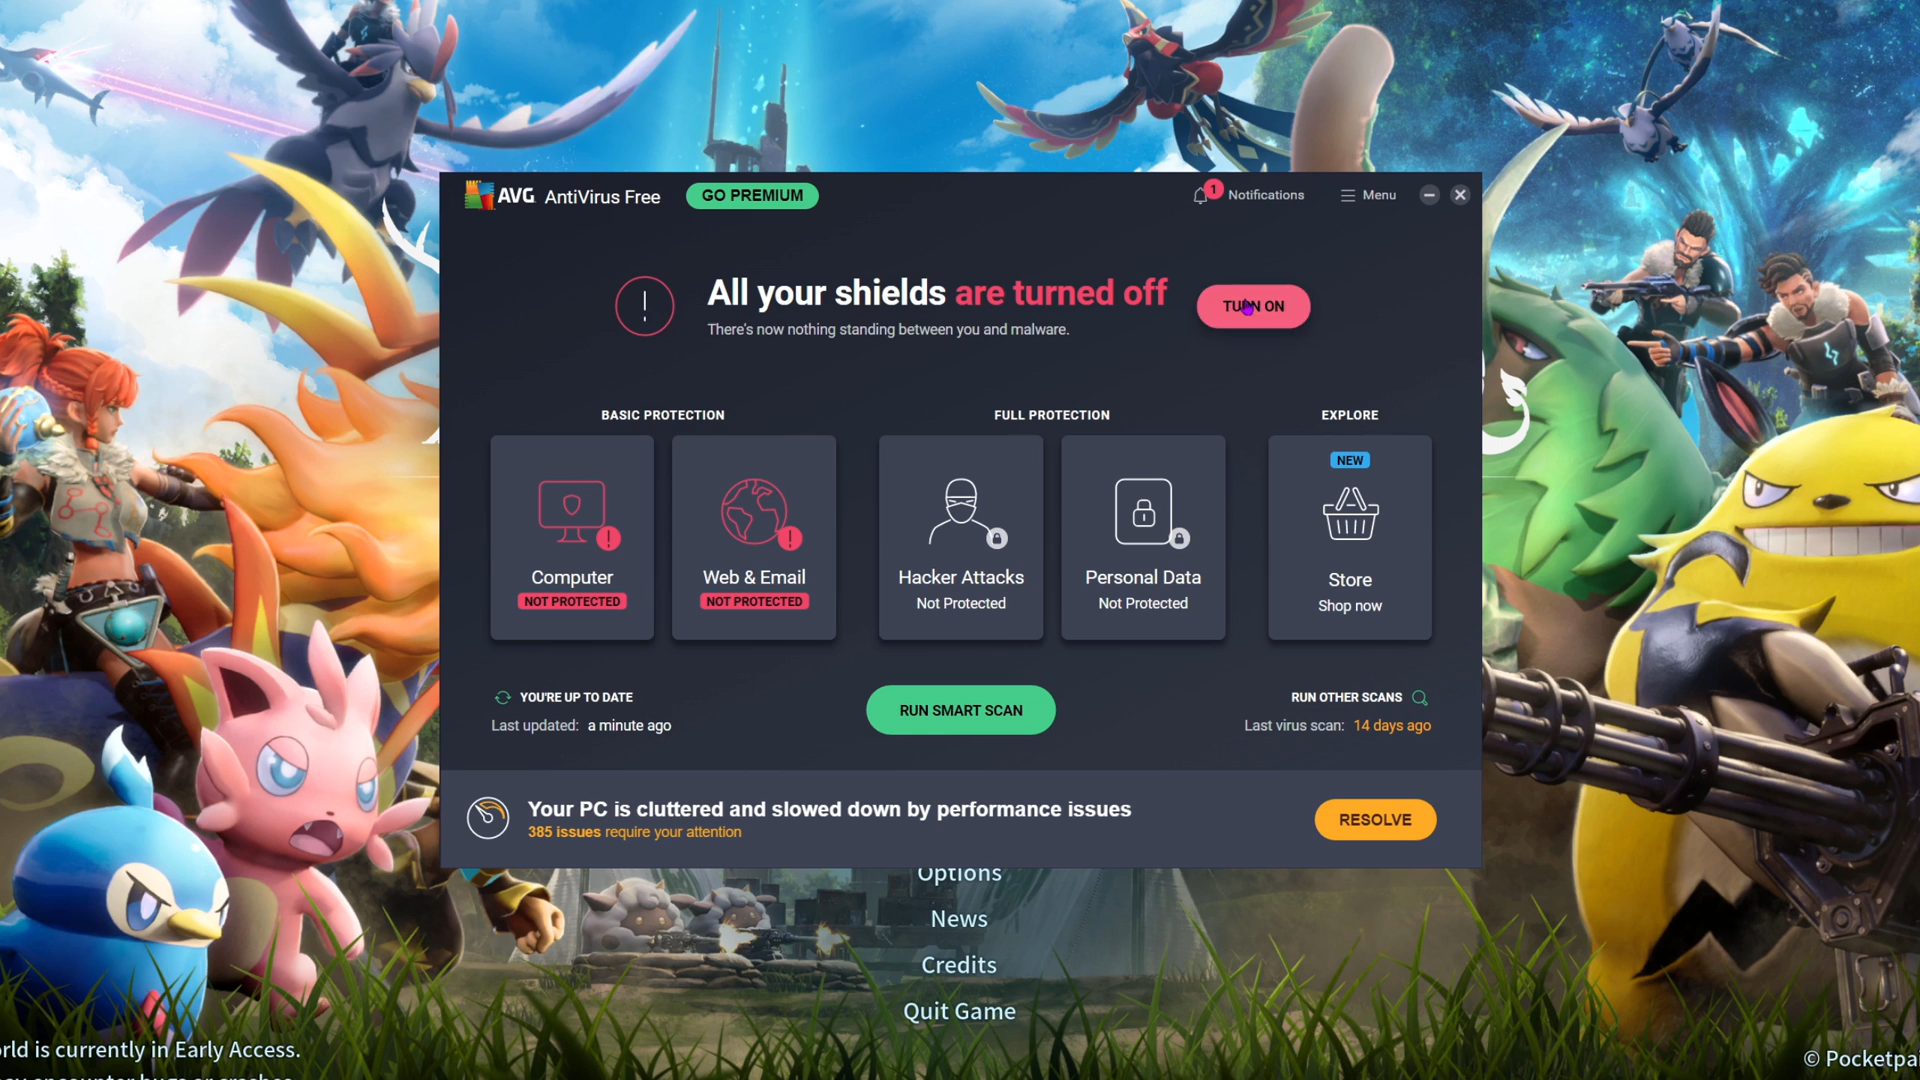 AVG AntiVirus Free
GO PREMIUM
1
Notifications
Menu
All your shields are turned off
There's now nothing standing between you and malware.
TURN ON
BASIC PROTECTION
Computer
NOT PROTECTED
Web & Email
NOT PROTECTED
FULL PROTECTION
Hacker Attacks
Not Protected
Personal Data
Not Protected
EXPLORE
NEW
Store
Shop now
YOU'RE UP TO DATE
Last updated: a minute ago
RUN SMART SCAN
RUN OTHER SCANS
Last virus scan: 14 days ago
Your PC is cluttered and slowed down by performance issues
385 issues require your attention
RESOLVE
Options
News
Credits
Quit Game
rld is currently in Early Access.
encounter bugs or crashes
© Pocketpai